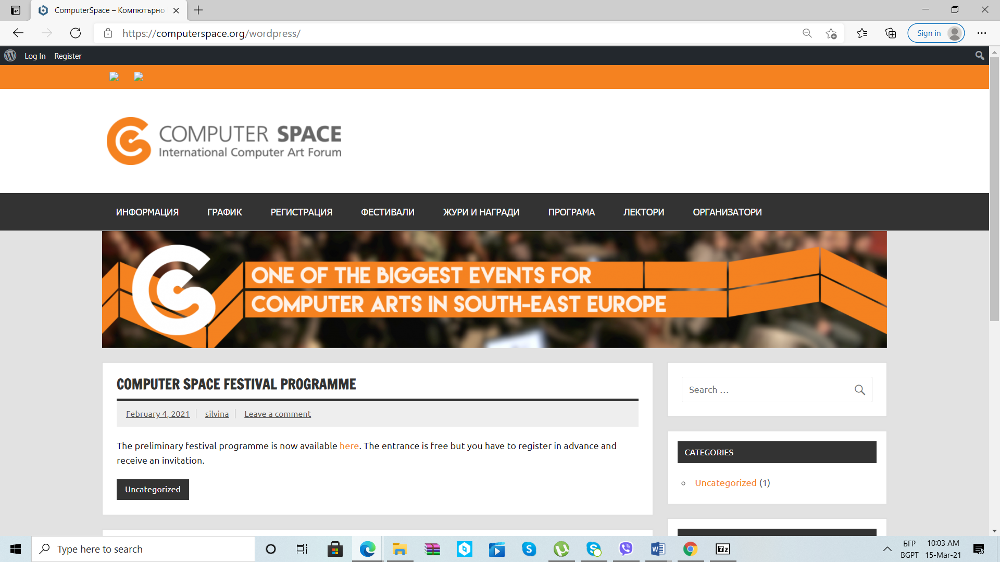 ComputerSpace – Компютърно
https://computerspace.org/wordpress/
Sign in
Log In Register
COMPUTER SPACE
International Computer Art Forum
ИНФОРМАЦИЯ ГРАФИК РЕГИСТРАЦИЯ ФЕСТИВАЛИ ЖУРИ И НАГРАДИ ПРОГРАМА ЛЕКТОРИ ОРГАНИЗАТОРИ
ONE OF THE BIGGEST EVENTS FOR
COMPUTER ARTS IN SOUTH-EAST EUROPE
COMPUTER SPACE FESTIVAL PROGRAMME
February 4, 2021 silvina Leave a comment
The preliminary festival programme is now available here. The entrance is free but you have to register in advance and
receive an invitation.
Uncategorized
Search …
CATEGORIES
Uncategorized (1)
Type here to search
БГР
BGPT
10:03 AM
15-Mar-21